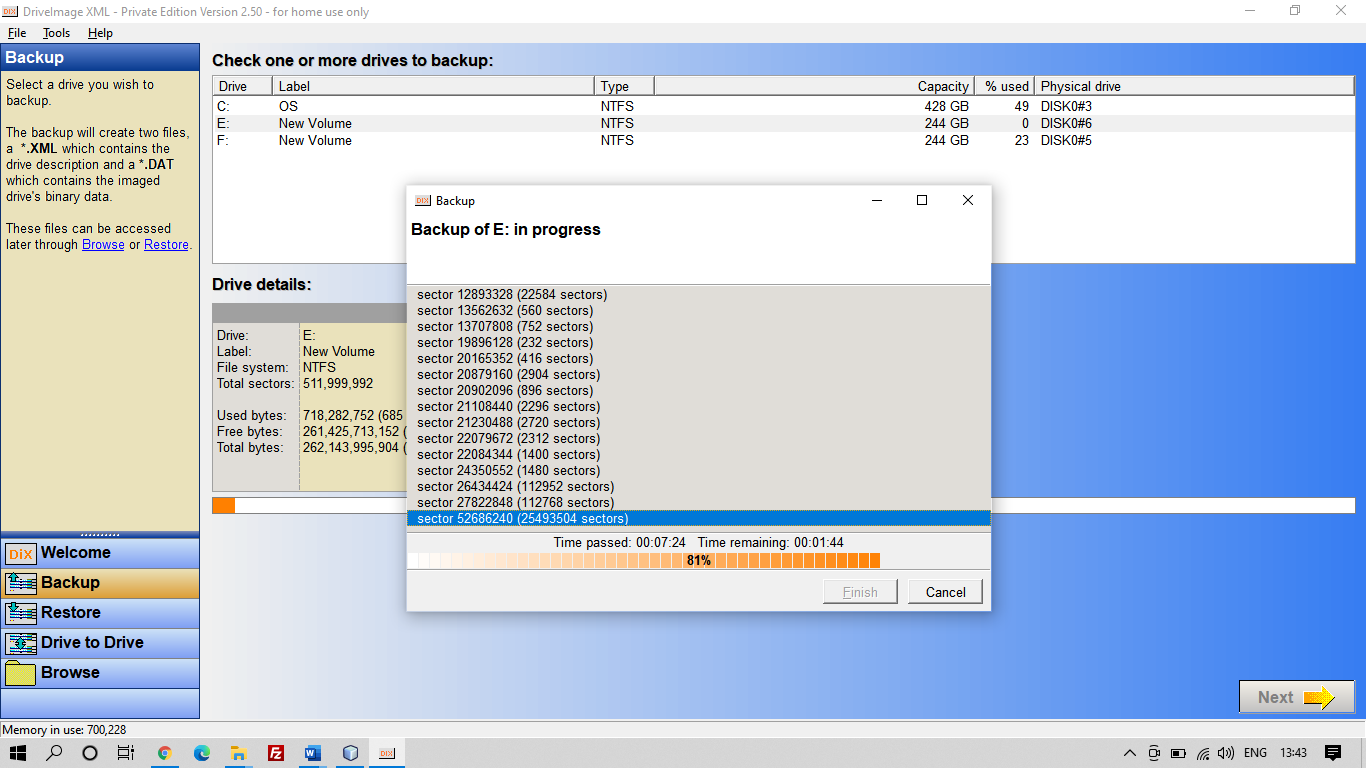 DiX DriveImage XML - Private Edition Version 2.50 - for home use only
File Tools Help
Backup
Select a drive you wish to
backup.
The backup will create two files,
a *.XML which contains the
drive description and a *.DAT
which contains the imaged
drive's binary data.
These files can be accessed
later through Browse or Restore.
Check one or more drives to backup:
Drive Label Type Capacity % used Physical drive
C: OS NTFS 428 GB 49 DISK0#3
E: New Volume NTFS 244 GB 0 DISK0#6
F: New Volume NTFS 244 GB 23 DISK0#5
Drive details:
Drive: E:
Label: New Volume
File system: NTFS
Total sectors: 511,999,992
Used bytes: 718,282,752 (685
Free bytes: 261,425,713,152 (
Total bytes: 262,143,995,904 (
DiX Backup
Backup of E: in progress
sector 12893328 (22584 sectors)
sector 13562632 (560 sectors)
sector 13707808 (752 sectors)
sector 19896128 (232 sectors)
sector 20165352 (416 sectors)
sector 20879160 (2904 sectors)
sector 20902096 (896 sectors)
sector 21108440 (2296 sectors)
sector 21230488 (2720 sectors)
sector 22079672 (2312 sectors)
sector 22084344 (1400 sectors)
sector 24350552 (1480 sectors)
sector 26434424 (112952 sectors)
sector 27822848 (112768 sectors)
sector 52686240 (25493504 sectors)
Time passed: 00:07:24 Time remaining: 00:01:44
81%
Finish Cancel
DiX Welcome
Backup
Restore
Drive to Drive
Browse
Next
Memory in use: 700,228
Fz W DiX ENG 13:43